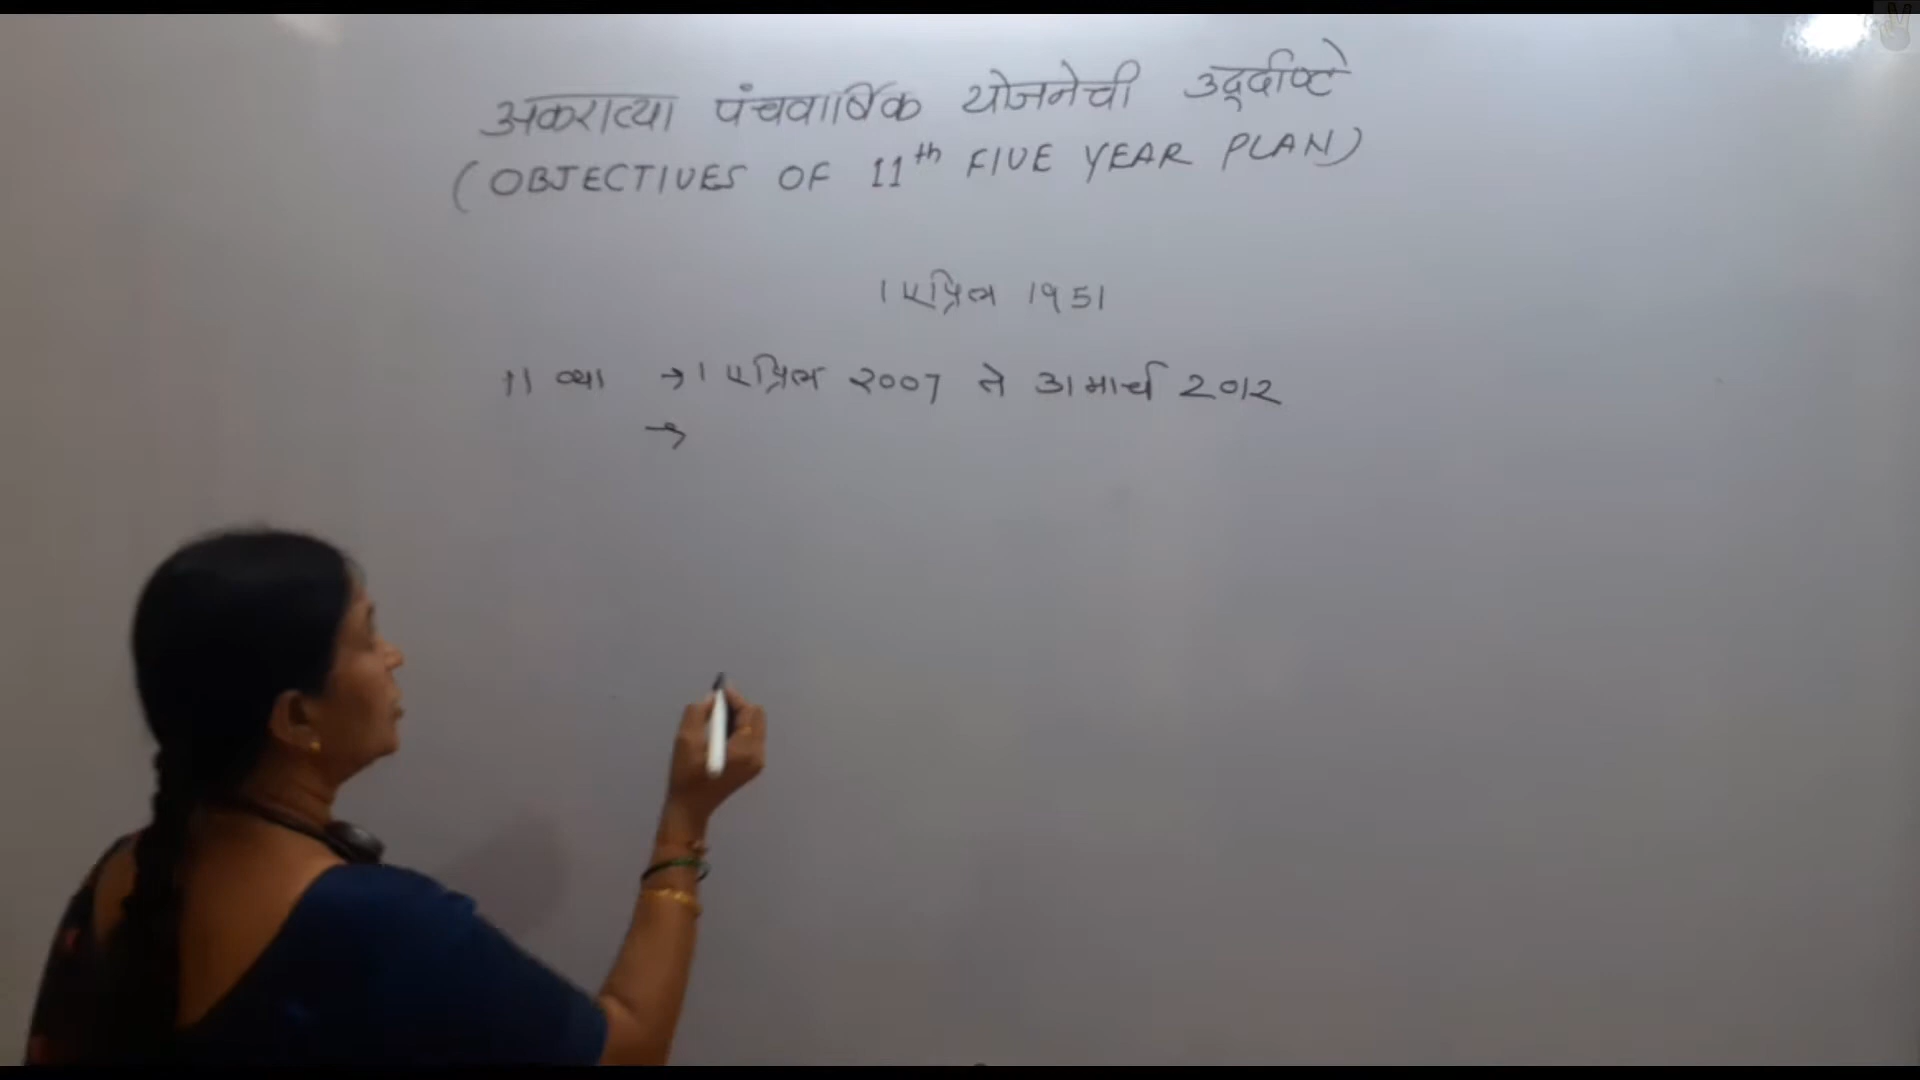 अकराव्या पंचवार्षिक योजनेची उद्दीष्टे
(OBJECTIVES OF 11th FIVE YEAR PLAN)
1 एप्रिल 1951
11 व्या → 1 एप्रिल 2007 ते 31 मार्च 2012
→